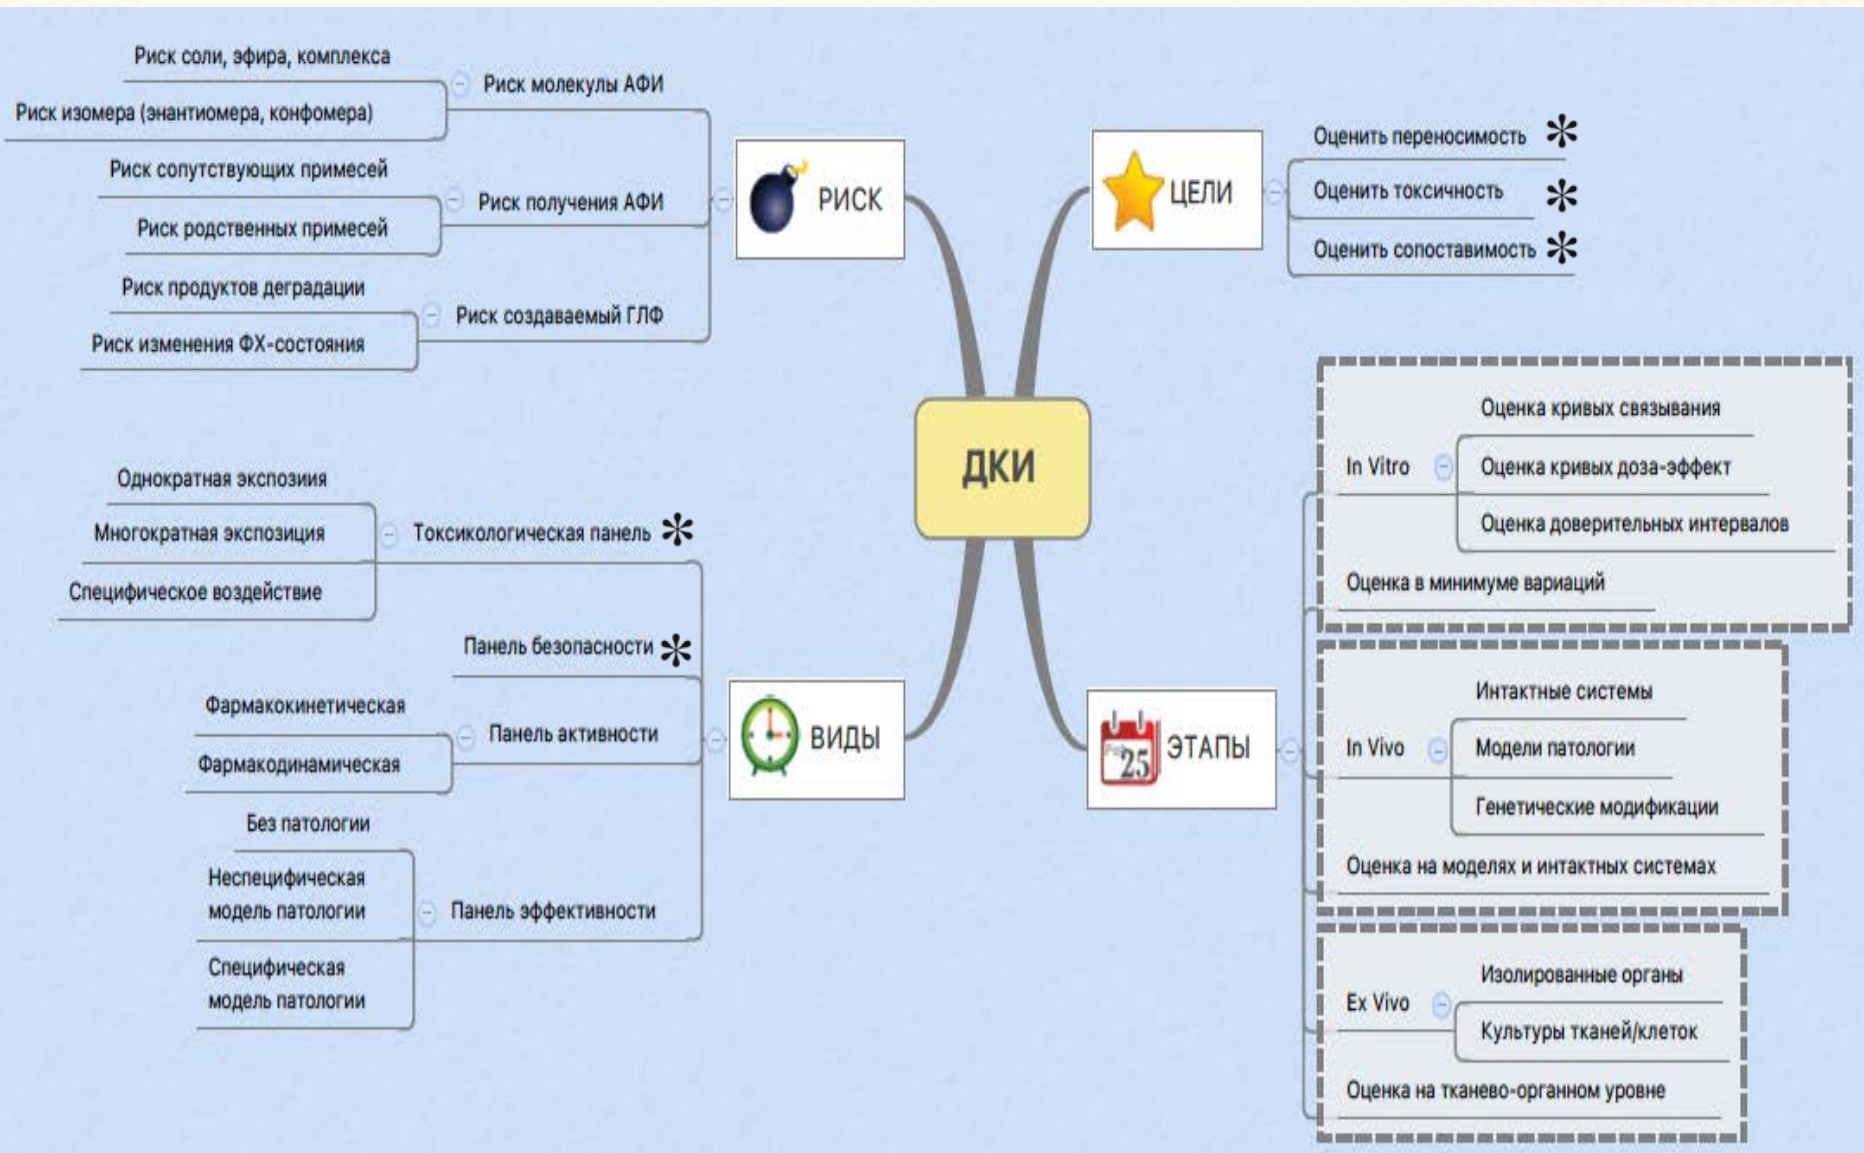 Риск соли, эфира, комплекса
Риск изомера (энантиомера, конфомера)
Риск молекулы АФИ
Риск сопутствующих примесей
Риск родственных примесей
Риск получения АФИ
Риск продуктов деградации
Риск изменения ФХ-состояния
Риск создаваемый ГЛФ
РИСК
ЦЕЛИ
Оценить переносимость *
Оценить токсичность *
Оценить сопоставимость *
ДКИ
Однократная экспозиия
Многократная экспозиция
Специфическое воздействие
Токсикологическая панель *
Панель безопасности *
Фармакокинетическая
Фармакодинамическая
Панель активности
Без патологии
Неспецифическая
модель патологии
Специфическая
модель патологии
Панель эффективности
ВИДЫ
25
ЭТАПЫ
In Vitro
Оценка кривых связывания
Оценка кривых доза-эффект
Оценка доверительных интервалов
Оценка в минимуме вариаций
In Vivo
Интактные системы
Модели патологии
Генетические модификации
Оценка на моделях и интактных системах
Ex Vivo
Изолированные органы
Культуры тканей/клеток
Оценка на тканево-органном уровне